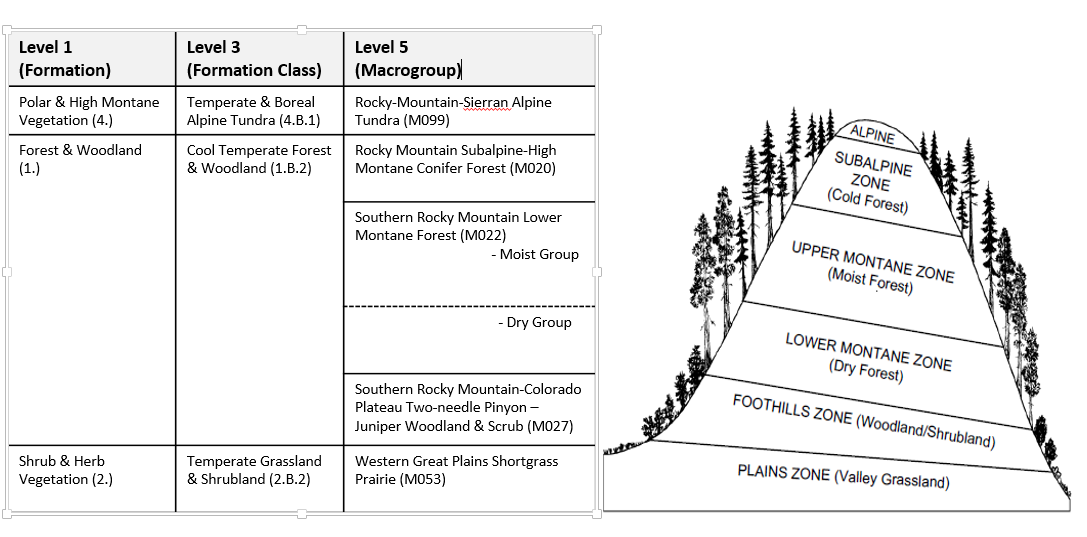 Level 1
(Formation)
Level 3
(Formation Class)
Level 5
(Macrogroup)
Polar & High Montane
Vegetation (4.)
Temperate & Boreal
Alpine Tundra (4.B.1)
Rocky-Mountain-Sierran Alpine
Tundra (M099)
Forest & Woodland
(1.)
Cool Temperate Forest
& Woodland (1.B.2)
Rocky Mountain Subalpine-High
Montane Conifer Forest (M020)
Southern Rocky Mountain Lower
Montane Forest (M022)
- Moist Group
- Dry Group
Southern Rocky Mountain-Colorado
Plateau Two-needle Pinyon –
Juniper Woodland & Scrub (M027)
Shrub & Herb
Vegetation (2.)
Temperate Grassland
& Shrubland (2.B.2)
Western Great Plains Shortgrass
Prairie (M053)
ALPINE
SUBALPINE
ZONE
(Cold Forest)
UPPER MONTANE ZONE
(Moist Forest)
LOWER MONTANE ZONE
(Dry Forest)
FOOTHILLS ZONE (Woodland/Shrubland)
PLAINS ZONE (Valley Grassland)